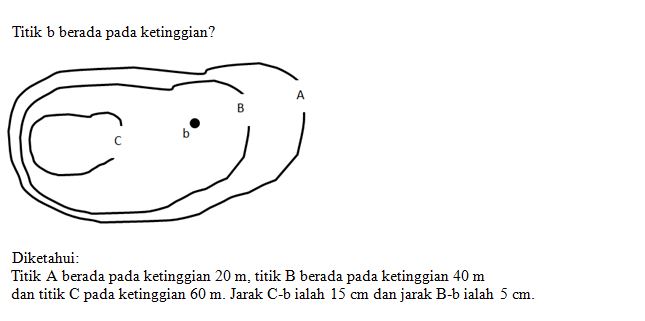 Titik b berada pada ketinggian?
A
B
b
C
Diketahui:
Titik A berada pada ketinggian 20 m, titik B berada pada ketinggian 40 m
dan titik C pada ketinggian 60 m. Jarak C-b ialah 15 cm dan jarak B-b ialah 5 cm.